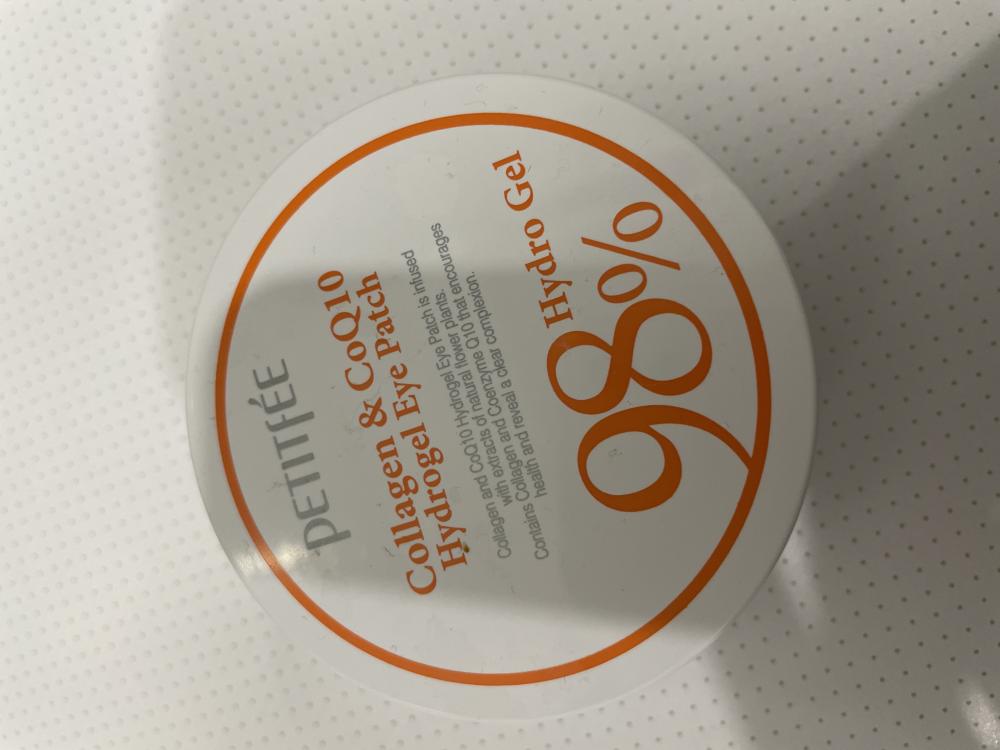 PETITFÉE
Collagen & CoQ10
Hydrogel Eye Patch
Collagen and CoQ10 Hydrogel Eye Patch is infused
with extracts of natural flower plants.
Contains Collagen and Coenzyme Q10 that encourages
health and reveal a clear complexion.
98% Hydro Gel